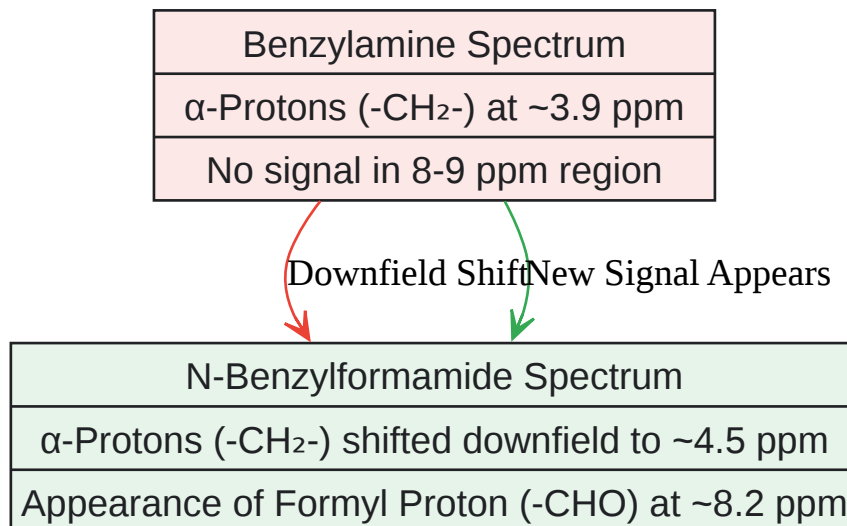 Benzylamine Spectrum
α-Protons (-CH₂-) at ~3.9 ppm
No signal in 8-9 ppm region
Downfield Shift
New Signal Appears
N-Benzylformamide Spectrum
α-Protons (-CH₂-) shifted downfield to ~4.5 ppm
Appearance of Formyl Proton (-CHO) at ~8.2 ppm